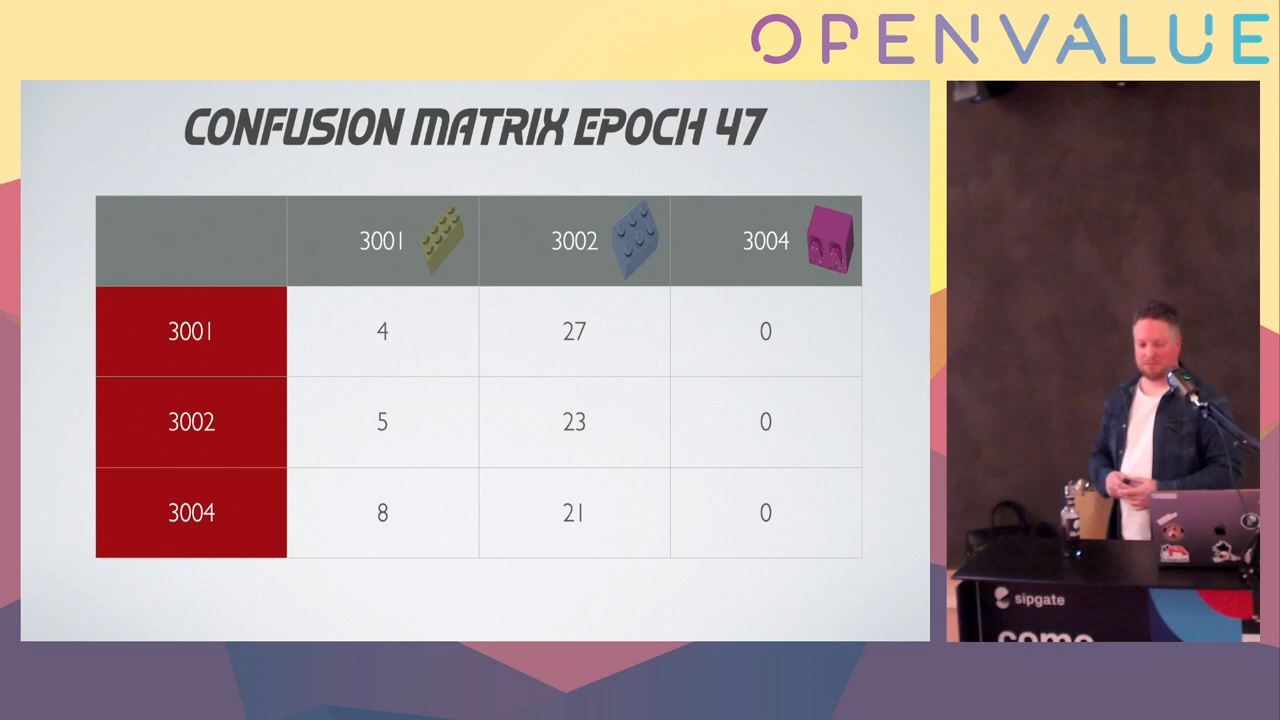 OPENVALUE
CONFUSION MATRIX EPOCH 47
3001 3002 3004
3001 4 27 0
3002 5 23 0
3004 8 21 0
sipgate